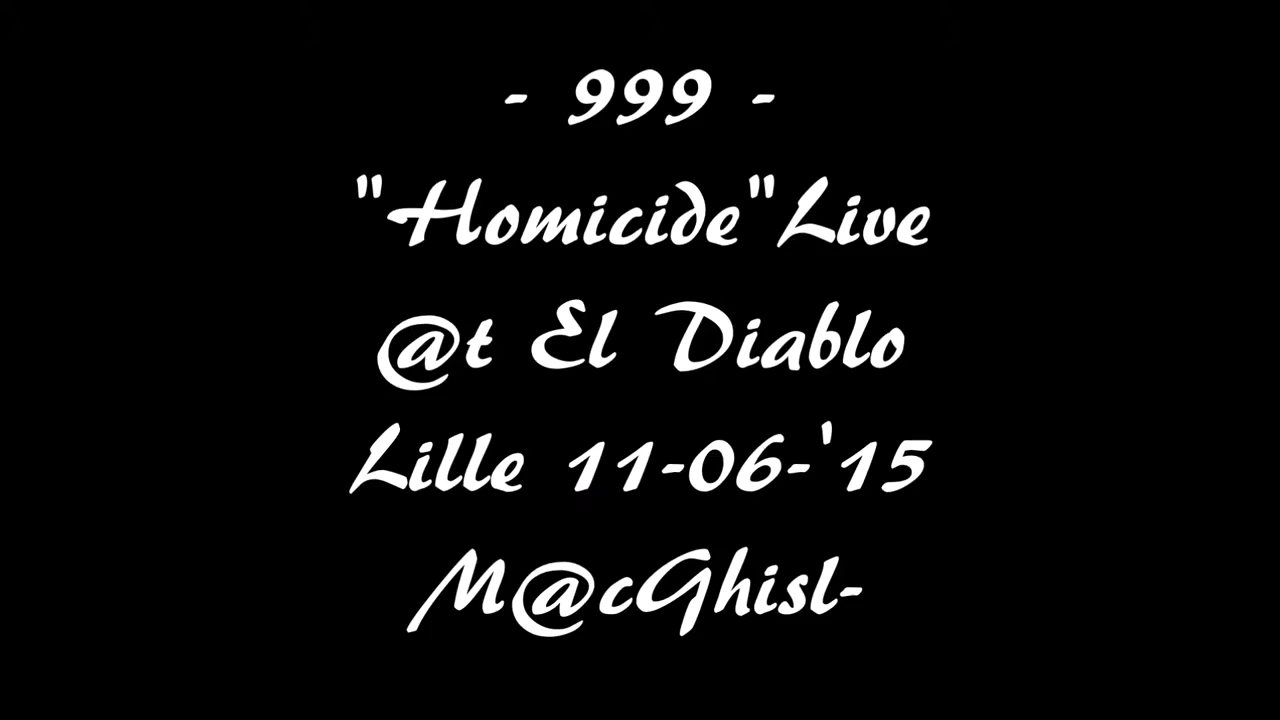 - 999 -
"Homicide"Live
@t El Diablo
Lille 11-06-'15
M@cGhisl-